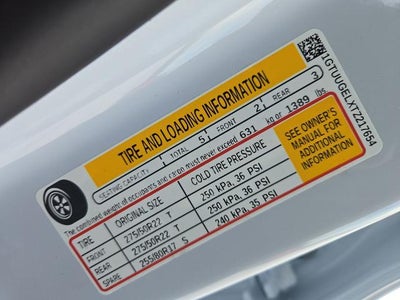 TIRE AND LOADING INFORMATION
SEATING CAPACITY TOTAL 5 FRONT 2 REAR 3
The combined weight of occupants and cargo must never exceed 631 kg or 1389 lbs
TIRE ORIGINAL SIZE COLD TIRE PRESSURE
FRONT 275/50R22 T 250 kPa, 36 PSI
REAR 275/50R22 T 250 kPa, 36 PSI
SPARE 255/80R17 S 240 kPa, 35 PSI
SEE OWNER'S
MANUAL FOR
ADDITIONAL
INFORMATION
1GTUUGELXTZ217654